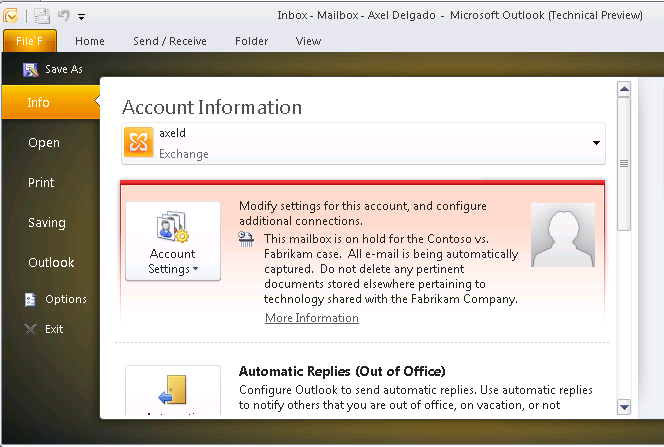 Inbox - Mailbox - Axel Delgado - Microsoft Outlook (Technical Preview)
File`F Home Send / Receive Folder View
Save As
Info
Open
Print
Saving
Outlook
Options
Exit
Account Information
axeld
Exchange
Account
Settings
Modify settings for this account, and configure
additional connections.
This mailbox is on hold for the Contoso vs.
Fabrikam case. All e-mail is being automatically
captured. Do not delete any pertinent
documents stored elsewhere pertaining to
technology shared with the Fabrikam Company.
More Information
Automatic Replies (Out of Office)
Configure Outlook to send automatic replies. Use automatic replies
to notify others that you are out of office, on vacation, or not